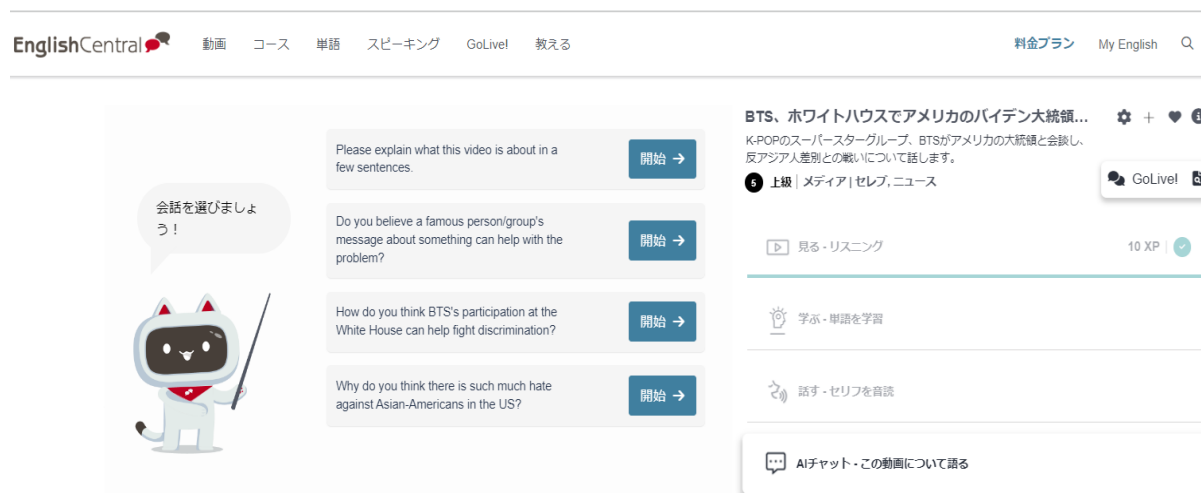 EnglishCentral 動画 コース 単語 スピーキング GoLive! 教える 料金プラン My English
会話を選びましょ
う！
Please explain what this video is about in a
few sentences.
開始 →
Do you believe a famous person/group's
message about something can help with the
problem?
開始 →
How do you think BTS's participation at the
White House can help fight discrimination?
開始 →
Why do you think there is such much hate
against Asian-Americans in the US?
開始 →
BTS、ホワイトハウスでアメリカのバイデン大統領...
K-POPのスーパースターグループ、BTSがアメリカの大統領と会談し、
反アジア人差別との戦いについて話します。
5 上級 | メディア | セレブ, ニュース
GoLive!
見る - リスニング 10 XP
学ぶ - 単語を学習
話す - セリフを音読
AIチャット - この動画について語る